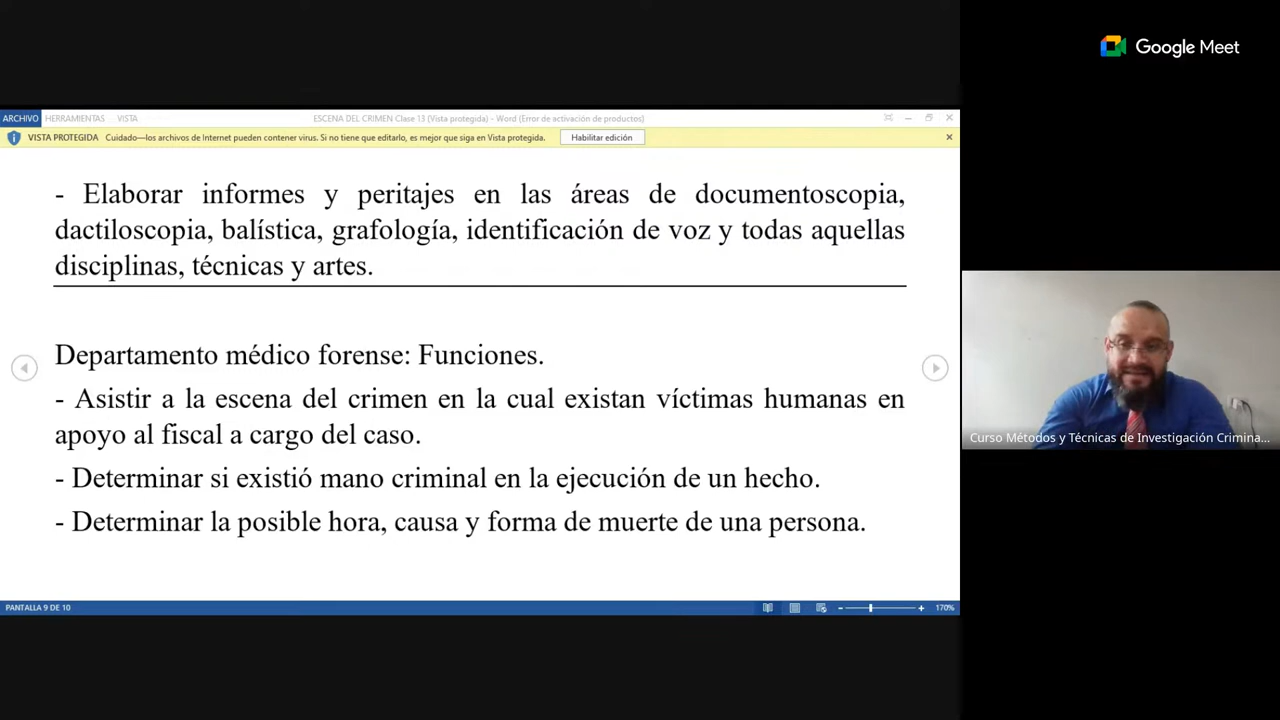 Google Meet
ARCHIVO HERRAMIENTAS VISTA ESCENA DEL CRIMEN Clase 13 (Vista protegida) - Word (Error de activación de productos)
VISTA PROTEGIDA Cuidado—los archivos de Internet pueden contener virus. Si no tiene que editarlo, es mejor que siga en Vista protegida. Habilitar edición
- Elaborar informes y peritajes en las áreas de documentoscopia,
dactiloscopia, balística, grafología, identificación de voz y todas aquellas
disciplinas, técnicas y artes.
Departamento médico forense: Funciones.
- Asistir a la escena del crimen en la cual existan víctimas humanas en
apoyo al fiscal a cargo del caso.
- Determinar si existió mano criminal en la ejecución de un hecho.
- Determinar la posible hora, causa y forma de muerte de una persona.
Curso Métodos y Técnicas de Investigación Crimina...
PANTALLA 9 DE 10
170%